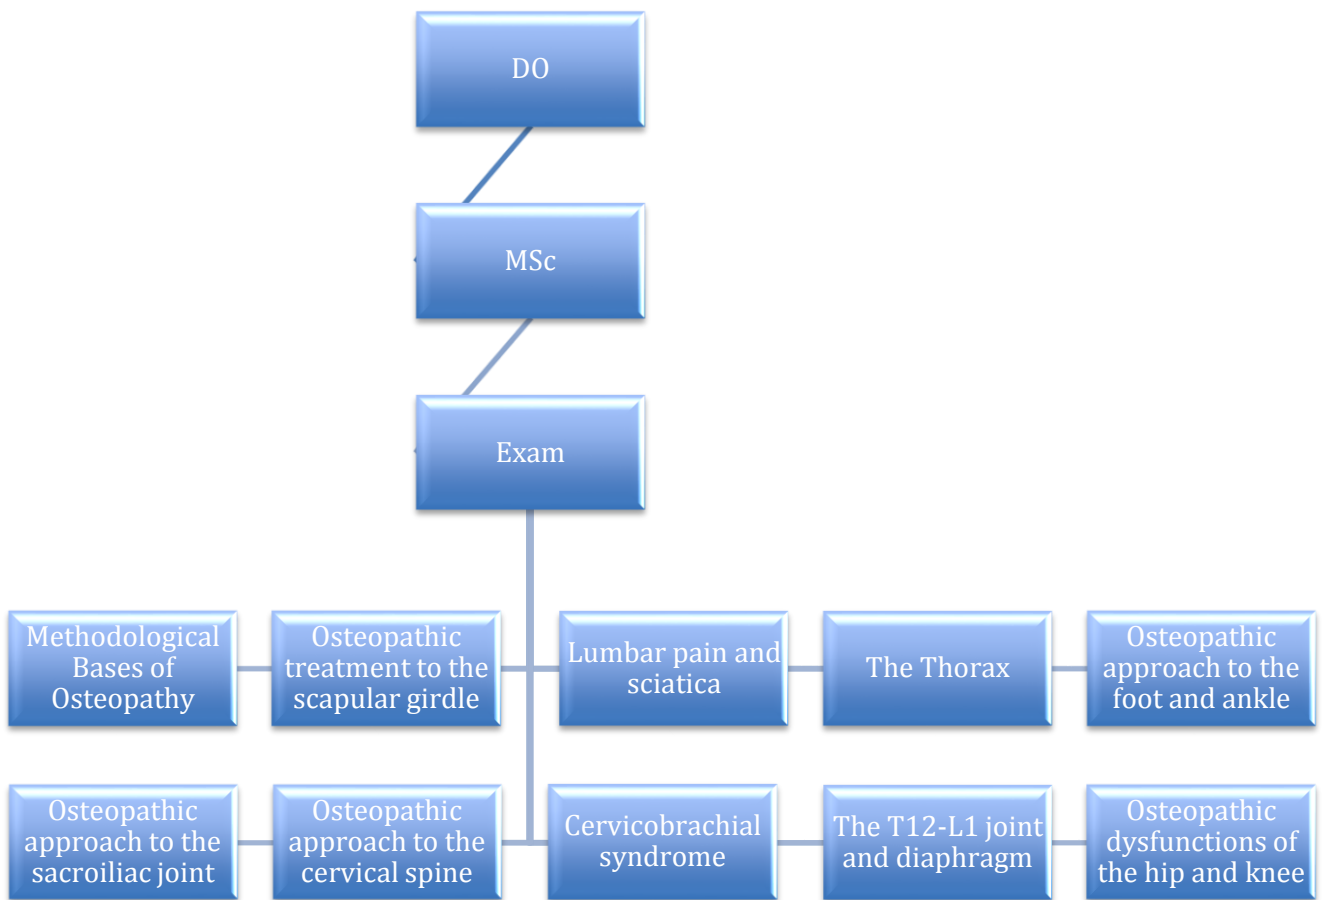 DO
MSc
Exam
Methodological
Bases of
Osteopathy
Osteopathic
treatment to the
scapular girdle
Lumbar pain and
sciatica
The Thorax
Osteopathic
approach to the
foot and ankle
Osteopathic
approach to the
sacroiliac joint
Osteopathic
approach to the
cervical spine
Cervicobrachial
syndrome
The T12-L1 joint
and diaphragm
Osteopathic
dysfunctions of
the hip and knee